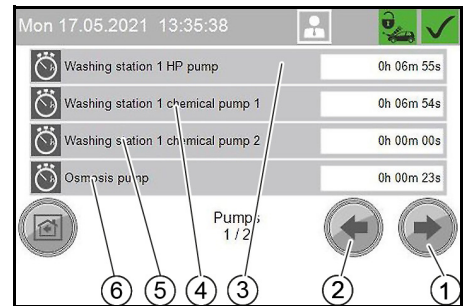 Mon 17.05.2021 13:35:38
Washing station 1 HP pump 0h 06m 55s
Washing station 1 chemical pump 1 0h 06m 54s
Washing station 1 chemical pump 2 0h 00m 00s
Osmosis pump 0h 00m 23s
Pumps
1 / 2
6 5 4 3 2 1